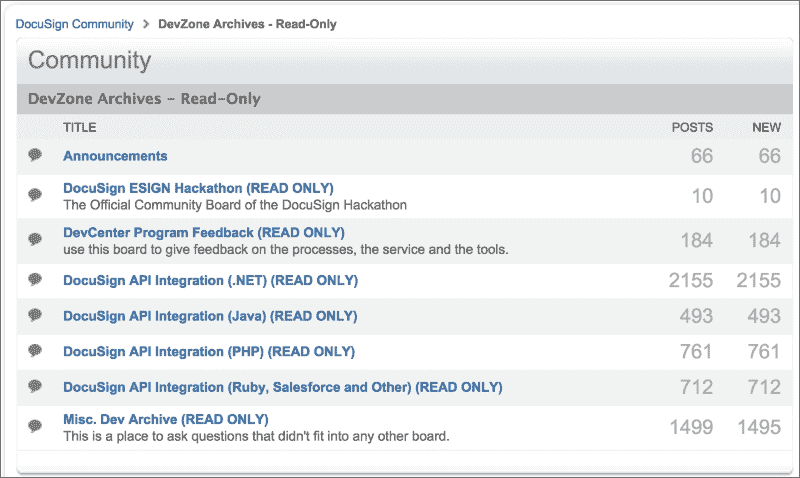 DocuSign Community > DevZone Archives - Read-Only
Community
DevZone Archives - Read-Only
TITLE POSTS NEW
Announcements 66 66
DocuSign ESIGN Hackathon (READ ONLY) 10 10
The Official Community Board of the DocuSign Hackathon
DevCenter Program Feedback (READ ONLY) 184 184
use this board to give feedback on the processes, the service and the tools.
DocuSign API Integration (.NET) (READ ONLY) 2155 2155
DocuSign API Integration (Java) (READ ONLY) 493 493
DocuSign API Integration (PHP) (READ ONLY) 761 761
DocuSign API Integration (Ruby, Salesforce and Other) (READ ONLY) 712 712
Misc. Dev Archive (READ ONLY) 1499 1495
This is a place to ask questions that didn't fit into any other board.